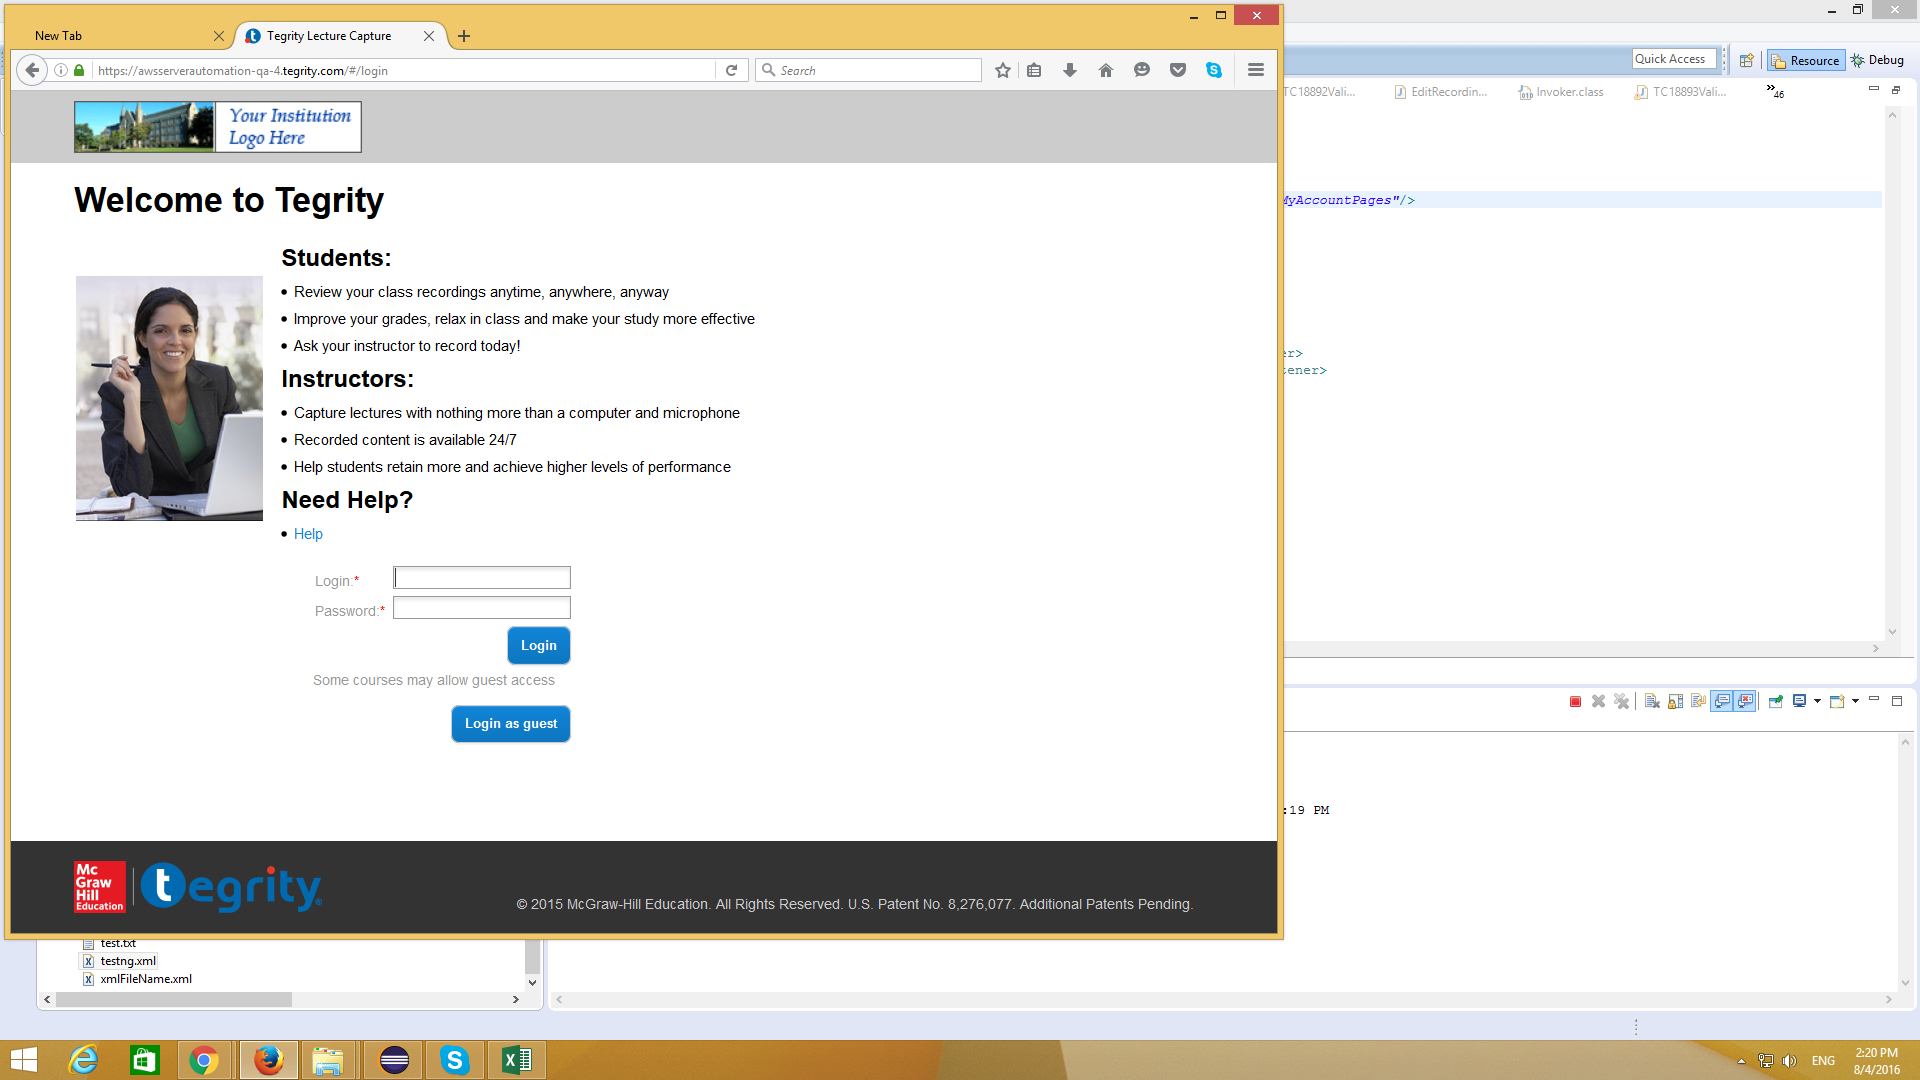 New Tab
Tegrity Lecture Capture
https://awsserverautomation-qa-4.tegrity.com/#/login
Search
Quick Access
Resource
Debug
TC18892Vali...
EditRecordin...
Invoker.class
TC18893Vali...
46
Your Institution
Logo Here
Welcome to Tegrity
MyAccountPages"/>
Students:
Review your class recordings anytime, anywhere, anyway
Improve your grades, relax in class and make your study more effective
Ask your instructor to record today!
er>
tener>
Instructors:
Capture lectures with nothing more than a computer and microphone
Recorded content is available 24/7
Help students retain more and achieve higher levels of performance
Need Help?
Help
Login:*
Password:*
Login
Some courses may allow guest access
Login as guest
:19 PM
Mc
Graw
Hill
Education
tegrity
© 2015 McGraw-Hill Education. All Rights Reserved. U.S. Patent No. 8,276,077. Additional Patents Pending.
test.txt
testng.xml
xmlFileName.xml
ENG
2:20 PM
8/4/2016